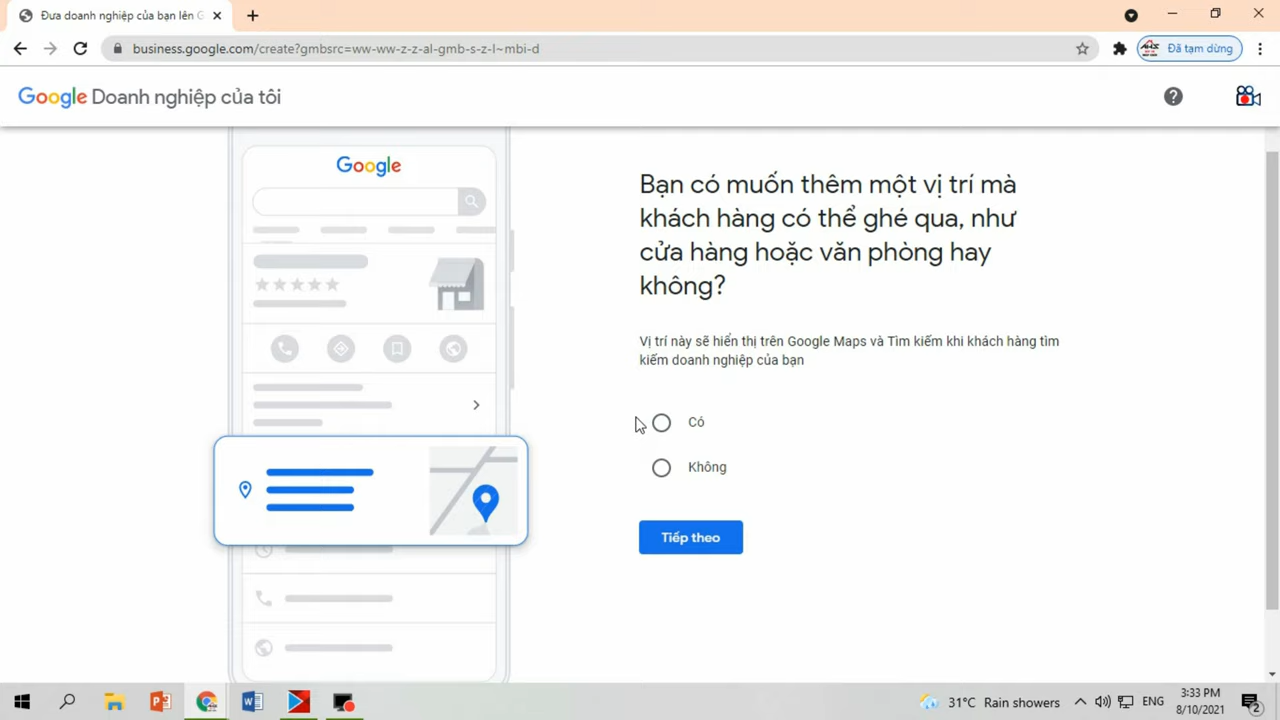 Đưa doanh nghiệp của bạn lên G
business.google.com/create?gmbsrc=ww-ww-z-z-al-gmb-s-z-l~mbi-d
Đã tạm dừng
Google Doanh nghiệp của tôi
Google
Bạn có muốn thêm một vị trí mà
khách hàng có thể ghé qua, như
cửa hàng hoặc văn phòng hay
không?
Vị trí này sẽ hiển thị trên Google Maps và Tìm kiếm khi khách hàng tìm
kiếm doanh nghiệp của bạn
Có
Không
Tiếp theo
31°C Rain showers
ENG
3:33 PM
8/10/2021
2